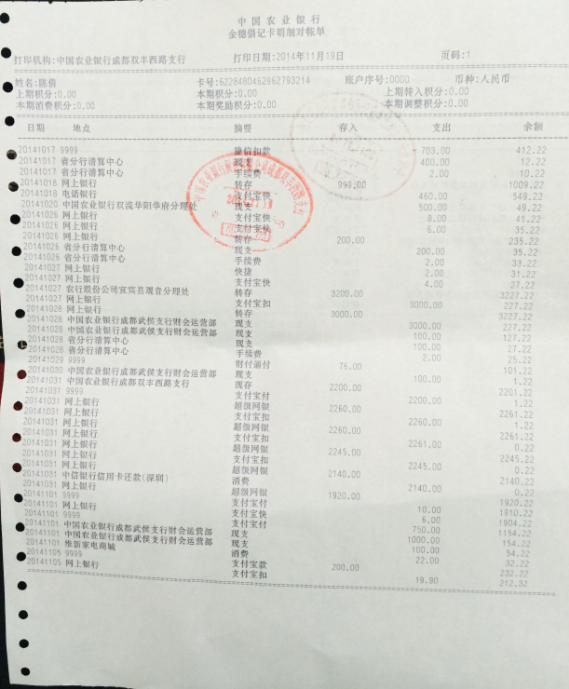 中国农业银行
金穗借记卡明细对帐单
打印机构:中国农业银行成都双丰西路支行 打印日期:2014年11月19日 页码:1
姓名:陈倩 卡号:6228480462962793214 账户序号:0000 币种:人民币
上期积分:0.00 本期积分:0.00 上期转入积分:0.00
本期消费积分:0.00 本期奖励积分:0.00 本期调整积分:0.00
日期 地点 摘要 存入 支出 余额
20141017 9999 短信扣款 703.00 412.22
20141017 省分行清算中心 现支 400.00 12.22
20141017 省分行清算中心 手续费 2.00 10.22
20141018 网上银行 转存 999.00 1009.22
20141018 电话银行 支付宝快 460.00 549.22
20141020 中国农业银行双流华阳华府分理处 现支 500.00 49.22
20141026 网上银行 支付宝快 8.00 41.22
20141026 网上银行 支付宝快 6.00 35.22
20141026 网上银行 转存 200.00 235.22
20141026 省分行清算中心 现支 200.00 35.22
20141026 省分行清算中心 手续费 2.00 33.22
20141027 网上银行 快捷 2.00 31.22
20141027 网上银行 支付宝快 4.00 27.22
20141027 农行股份公司宜宾县观音分理处 转存 3200.00 3227.22
20141027 网上银行 支付宝扣 3000.00 227.22
20141028 网上银行 转存 3000.00 3227.22
20141028 中国农业银行成都武侯支行财会运营部 现支 3000.00 227.22
20141028 中国农业银行成都武侯支行财会运营部 现支 100.00 127.22
20141028 省分行清算中心 现支 100.00 27.22
20141028 省分行清算中心 手续费 2.00 25.22
20141029 9999 财付通付 76.00 101.22
20141030 中国农业银行成都武侯支行财会运营部 现支 100.00 1.22
20141031 中国农业银行成都双丰西路支行 现存 2200.00 2201.22
20141031 9999 支付宝付 2200.00 1.22
20141031 网上银行 超级网银 2260.00 2261.22
20141031 网上银行 支付宝扣 2260.00 1.22
20141031 网上银行 超级网银 2260.00 2261.22
20141031 网上银行 支付宝扣 2261.00 0.22
20141031 网上银行 超级网银 2245.00 2245.22
20141031 网上银行 支付宝扣 2245.00 0.22
20141031 网上银行 超级网银 2140.00 2140.22
20141031 中信银行信用卡还款(深圳) 消费 2140.00 0.22
20141031 网上银行 超级网银 1920.00 1920.22
20141101 9999 支付宝付 10.00 1910.22
网上银行 支付宝快 6.00 1904.22
9999 支付宝付 750.00 1154.22
20141101 中国农业银行成都武侯支行财会运营部 现支 1000.00 154.22
中国农业银行成都武侯支行财会运营部 现支 100.00 54.22
家电商城 消费 22.00 32.22
20141105 9999 支付宝款 200.00 232.22
20141105 网上银行 支付宝扣 19.90 212.32